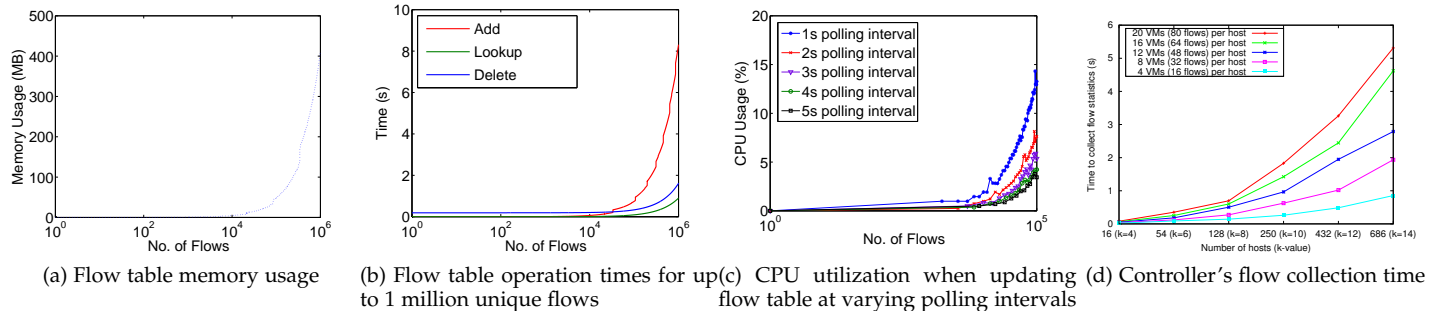 500
400
300
200
100
0
Memory Usage (MB)
10^0
10^2
10^4
10^6
No. of Flows
(a) Flow table memory usage
10
8
6
4
2
0
Time (s)
Add
Lookup
Delete
10^0
10^2
10^4
10^6
No. of Flows
(b) Flow table operation times for up
to 1 million unique flows
20
15
10
5
0
CPU Usage (%)
1s polling interval
2s polling interval
3s polling interval
4s polling interval
5s polling interval
10^0
10^5
No. of Flows
(c) CPU utilization when updating
flow table at varying polling intervals
6
5
4
3
2
1
0
Time to collect flow statistics (s)
20 VMs (80 flows) per host
16 VMs (64 flows) per host
12 VMs (48 flows) per host
8 VMs (32 flows) per host
4 VMs (16 flows) per host
16 (k=4)
54 (k=6)
128 (k=8)
250 (k=10)
432 (k=12)
686 (k=14)
Number of hosts (k-value)
(d) Controller's flow collection time